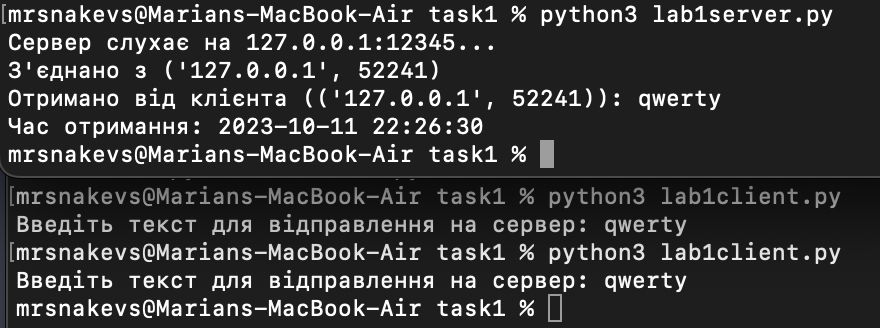 [mrsnakevs@Marians-MacBook-Air task1 % python3 lab1server.py
Сервер слухає на 127.0.0.1:12345...
З'єднано з ('127.0.0.1', 52241)
Отримано від клієнта (('127.0.0.1', 52241)): qwerty
Час отримання: 2023-10-11 22:26:30
mrsnakevs@Marians-MacBook-Air task1 %
[mrsnakevs@Marians-MacBook-Air task1 % python3 lab1client.py
Введіть текст для відправлення на сервер: qwerty
[mrsnakevs@Marians-MacBook-Air task1 % python3 lab1client.py
Введіть текст для відправлення на сервер: qwerty
mrsnakevs@Marians-MacBook-Air task1 %